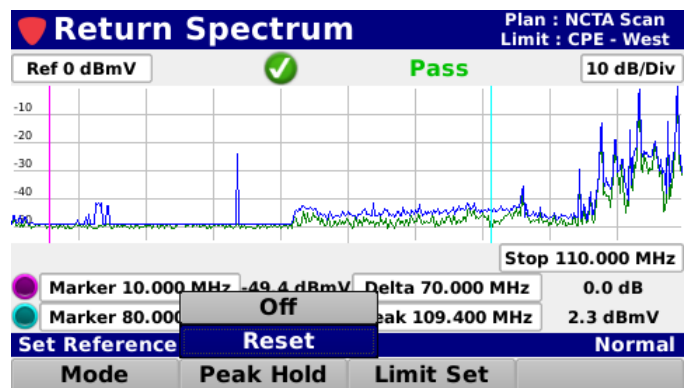 Return Spectrum
Plan : NCTA Scan
Limit : CPE - West
Ref 0 dBmV
Pass
10 dB/Div
-10
-20
-30
-40
-50
Stop 110.000 MHz
Marker 10.000 MHz -49.4 dBmV Delta 70.000 MHz 0.0 dB
Marker 80.000 109.400 MHz 2.3 dBmV
Off
Reset
Set Reference
Normal
Mode
Peak Hold
Limit Set